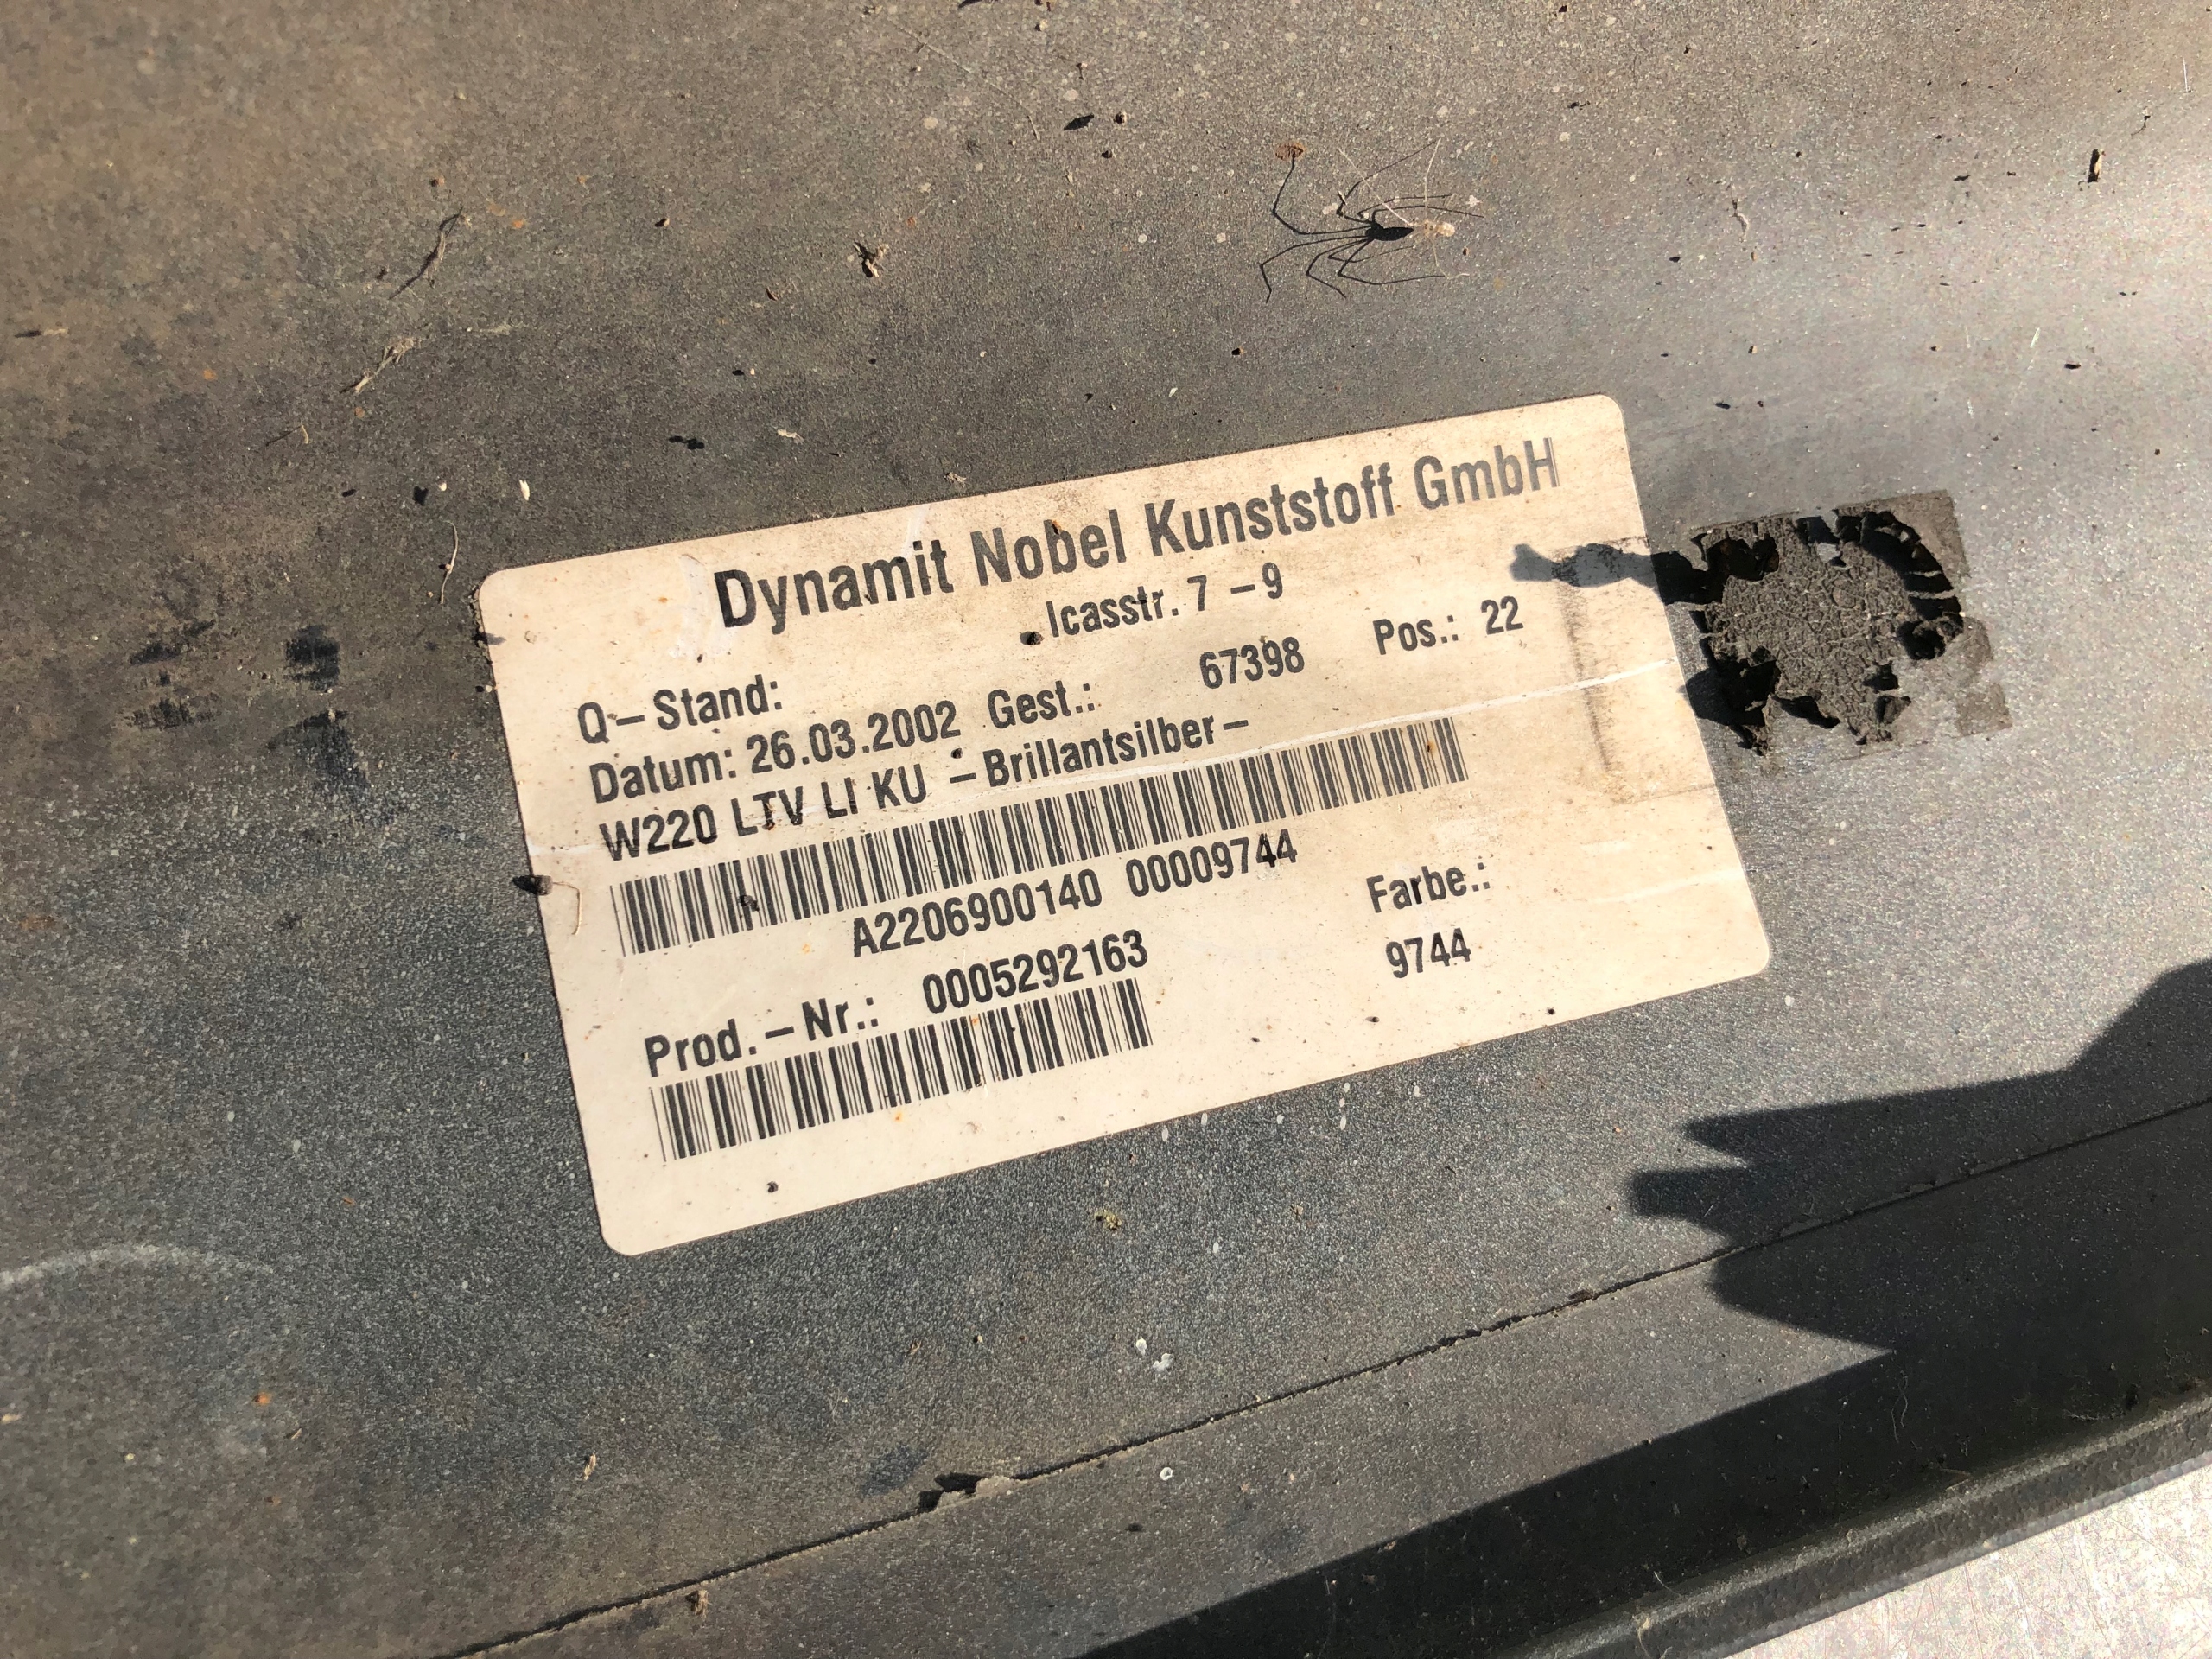 Dynamit Nobel Kunststoff GmbH
Icasstr. 7 – 9
Q–Stand:
Datum: 26.03.2002 Gest.: 67398 Pos.: 22
W220 LTV LI KU –Brillantsilber–
A2206900140 00009744
Prod.–Nr.: 0005292163 Farbe.:
9744